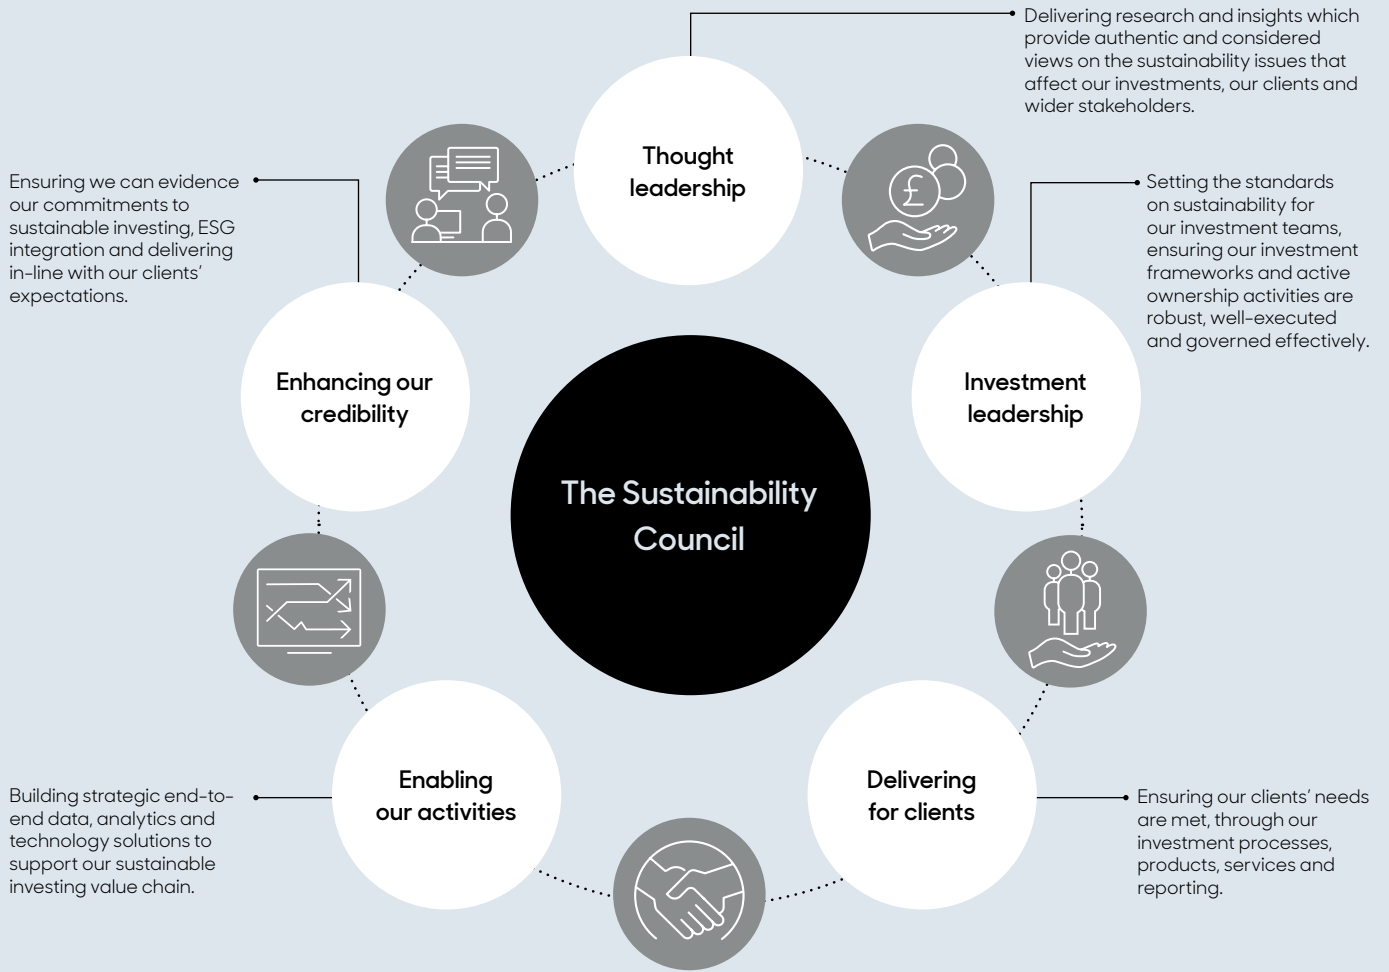 Delivering research and insights which
provide authentic and considered
views on the sustainability issues that
affect our investments, our clients and
wider stakeholders.
Thought
leadership
£
Ensuring we can evidence
our commitments to
sustainable investing, ESG
integration and delivering
in-line with our clients’
expectations.
Setting the standards
on sustainability for
our investment teams,
ensuring our investment
frameworks and active
ownership activities are
robust, well-executed
and governed effectively.
Enhancing our
credibility
Investment
leadership
The Sustainability
Council
Enabling
our activities
Delivering
for clients
Building strategic end-to-
end data, analytics and
technology solutions to
support our sustainable
investing value chain.
Ensuring our clients’ needs
are met, through our
investment processes,
products, services and
reporting.